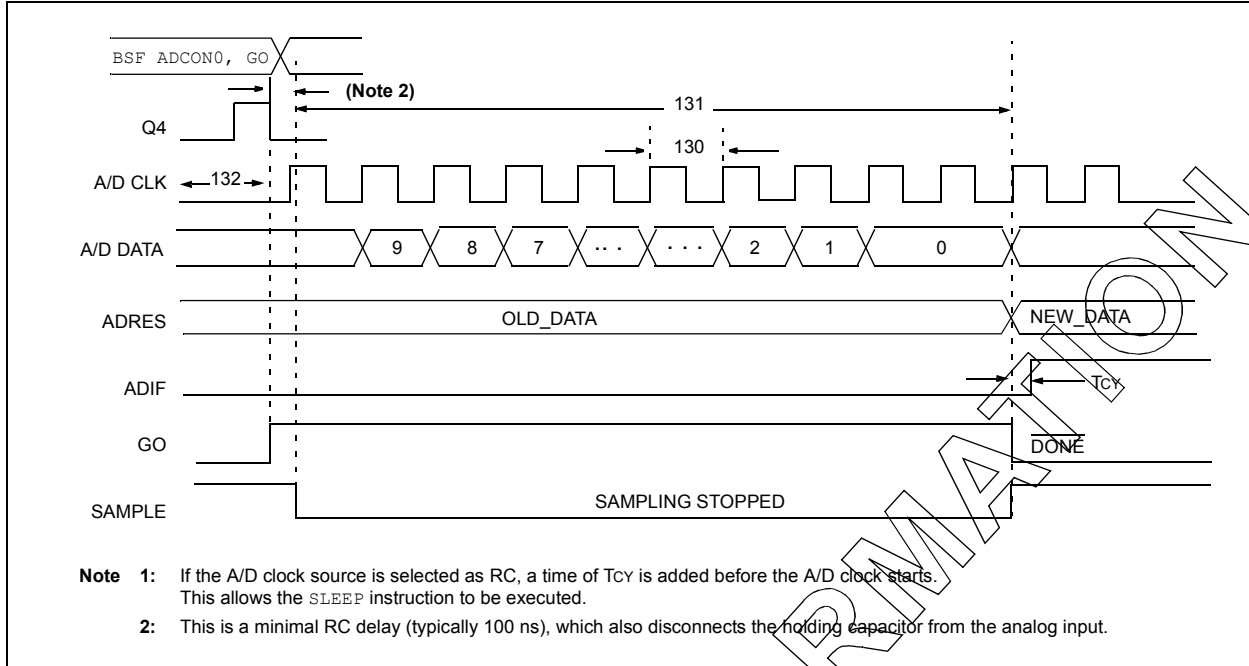 BSF ADCON0, GO
(Note 2)
131
Q4
130
A/D CLK
132
A/D DATA
9 8 7 . . . . . . 2 1 0
ADRES
OLD_DATA
NEW_DATA
ADIF
TCY
GO
DONE
SAMPLE
SAMPLING STOPPED
Note 1: If the A/D clock source is selected as RC, a time of TCY is added before the A/D clock starts.
This allows the SLEEP instruction to be executed.
2: This is a minimal RC delay (typically 100 ns), which also disconnects the holding capacitor from the analog input.
RMATION